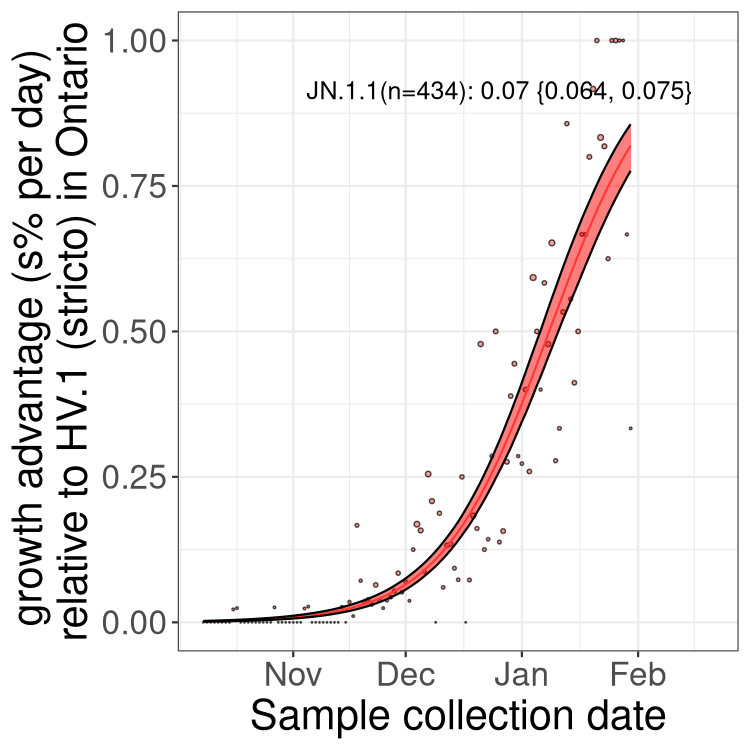 growth advantage (s% per day)
relative to HV.1 (stricto) in Ontario
1.00
0.75
0.50
0.25
0.00
JN.1.1(n=434): 0.07 {0.064, 0.075}
Nov Dec Jan Feb
Sample collection date